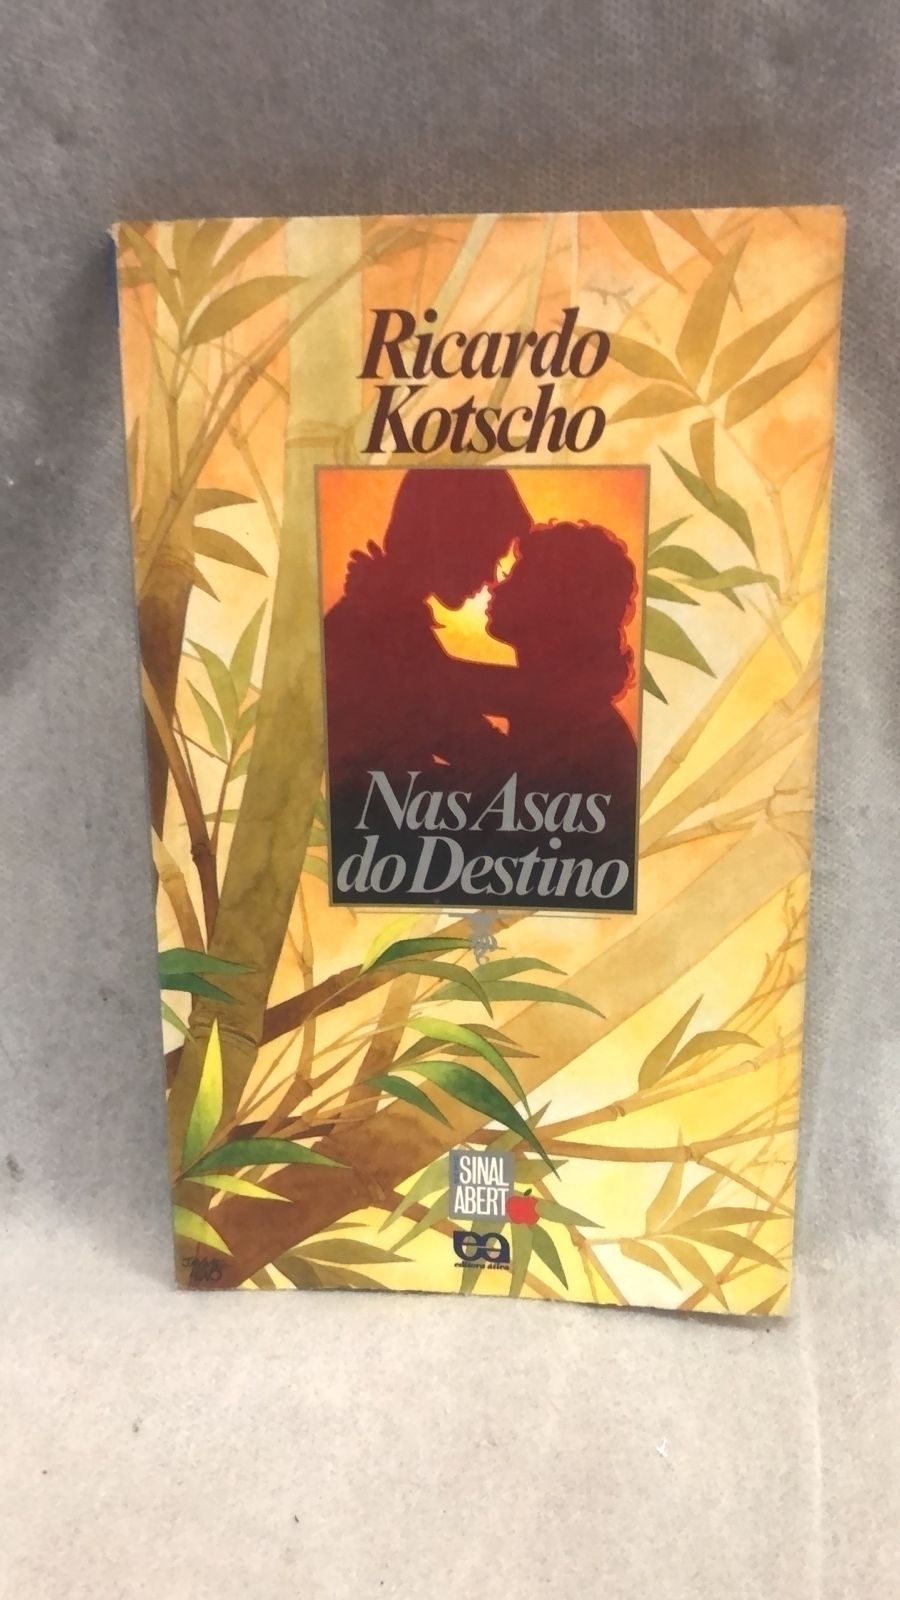 Ricardo
Kotscho
Nas Asas
do Destino
SINAL
ABERT
editora ática